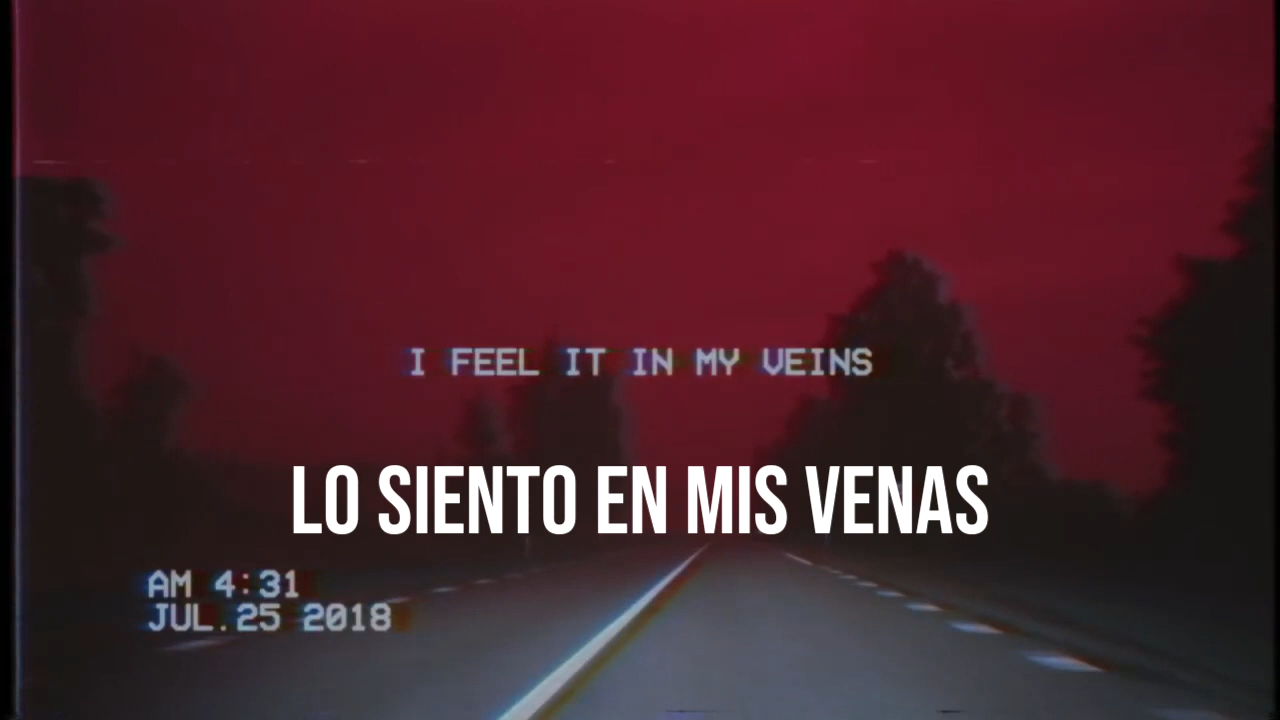 I FEEL IT IN MY VEINS
LO SIENTO EN MIS VENAS
AM 4:31
JUL.25 2018